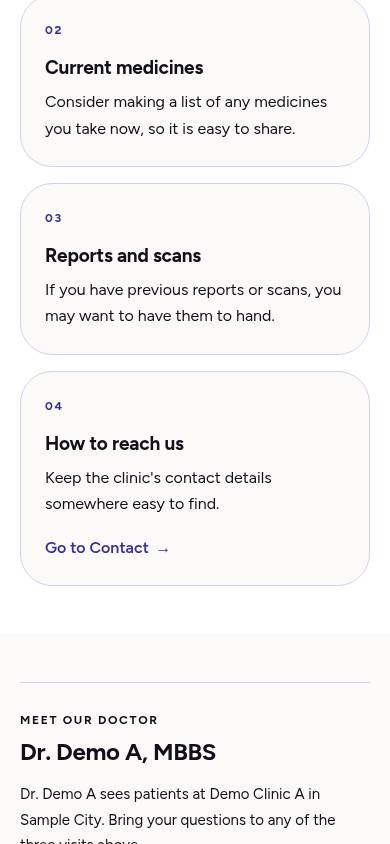 02
Current medicines
Consider making a list of any medicines
you take now, so it is easy to share.
03
Reports and scans
If you have previous reports or scans, you
may want to have them to hand.
04
How to reach us
Keep the clinic's contact details
somewhere easy to find.
Go to Contact →
MEET OUR DOCTOR
Dr. Demo A, MBBS
Dr. Demo A sees patients at Demo Clinic A in
Sample City. Bring your questions to any of the
three visits above.